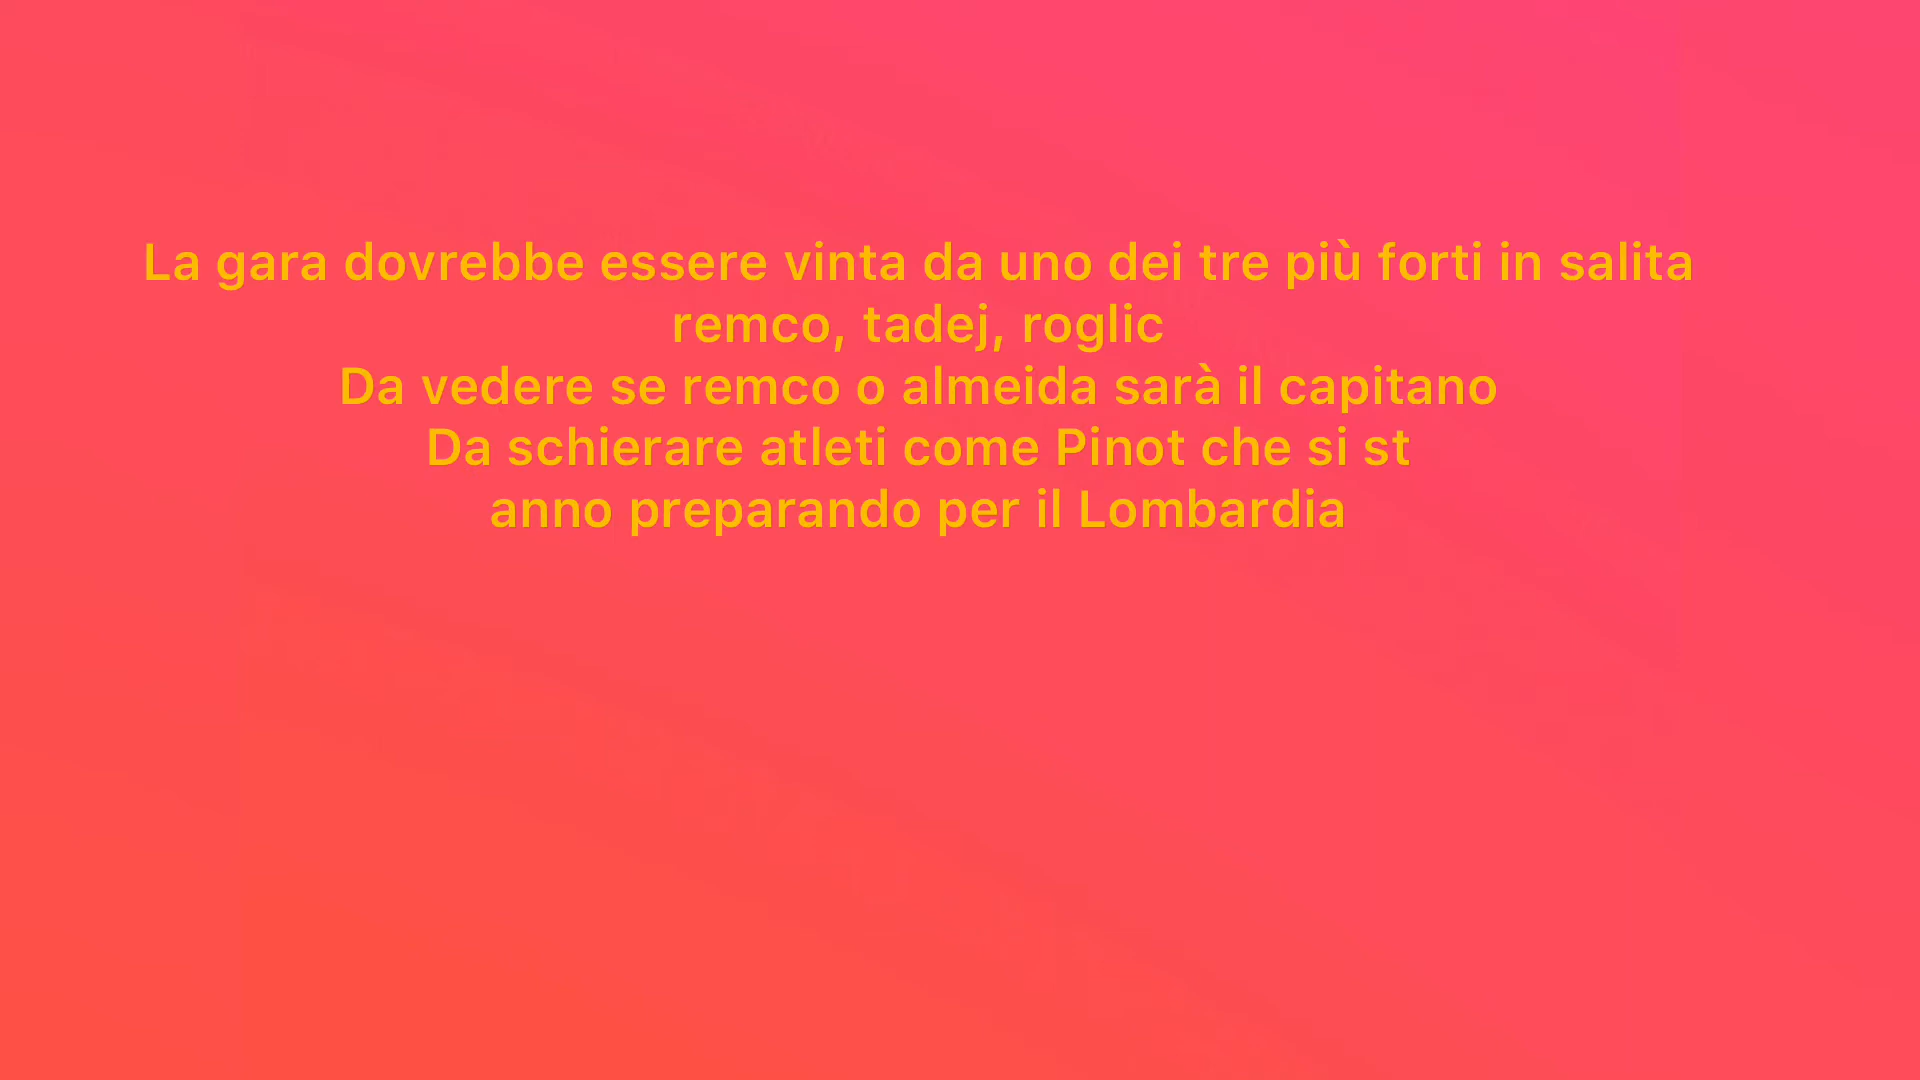 La gara dovrebbe essere vinta da uno dei tre più forti in salita
remco, tadej, roglic
Da vedere se remco o almeida sarà il capitano
Da schierare atleti come Pinot che si st
anno preparando per il Lombardia